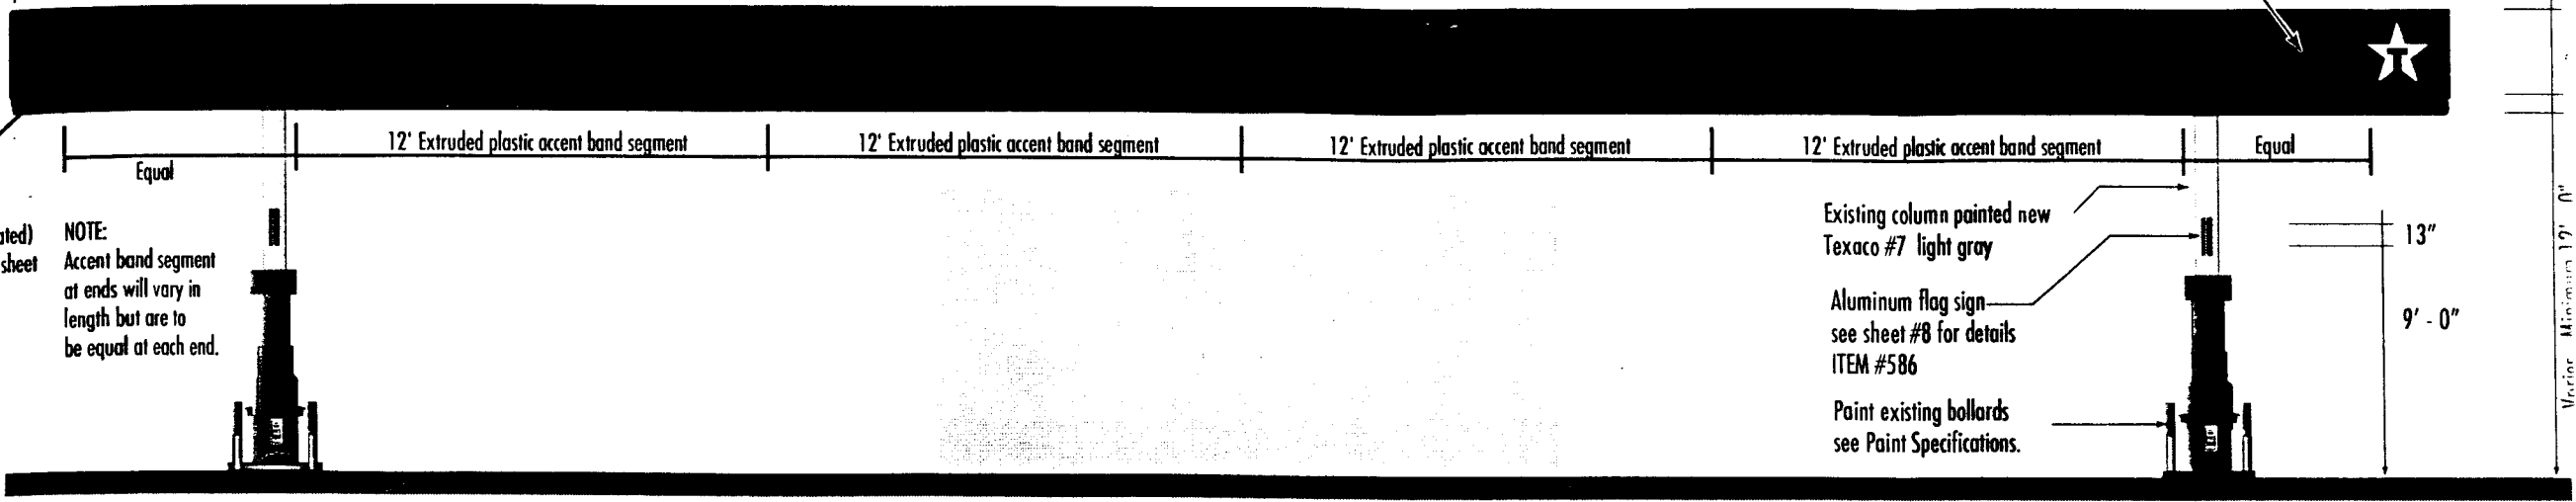 12' Extruded plastic accent band segment
12' Extruded plastic accent band segment
12' Extruded plastic accent band segment
12' Extruded plastic accent band segment
Equal
Equal
ated)
sheet
NOTE:
Accent band segment
at ends will vary in
length but are to
be equal at each end.
Existing column painted new
Texaco #7 light gray
Aluminum flag sign
see sheet #8 for details
ITEM #586
Paint existing bollards
see Paint Specifications.
13"
9' - 0"
T
Minimum